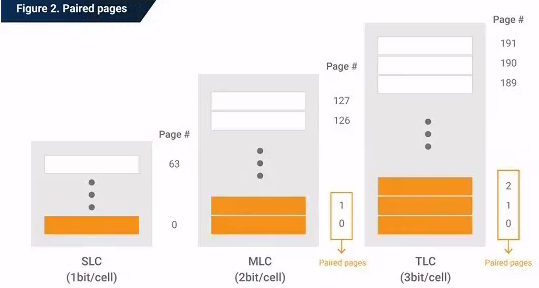 Figure 2. Paired pages
Page #
191
190
189
2
1
0
Paired pages
TLC
(3bit/cell)
Page #
127
126
1
0
Paired pages
MLC
(2bit/cell)
Page #
63
0
SLC
(1bit/cell)